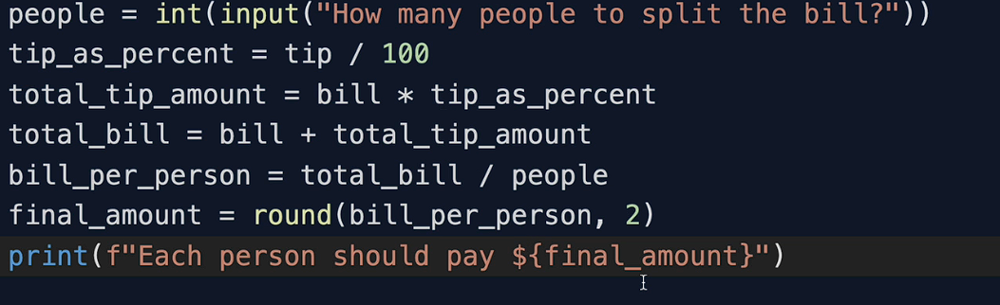 people = int(input("How many people to split the bill?"))
tip_as_percent = tip / 100
total_tip_amount = bill * tip_as_percent
total_bill = bill + total_tip_amount
bill_per_person = total_bill / people
final_amount = round(bill_per_person, 2)
print(f"Each person should pay ${final_amount}")